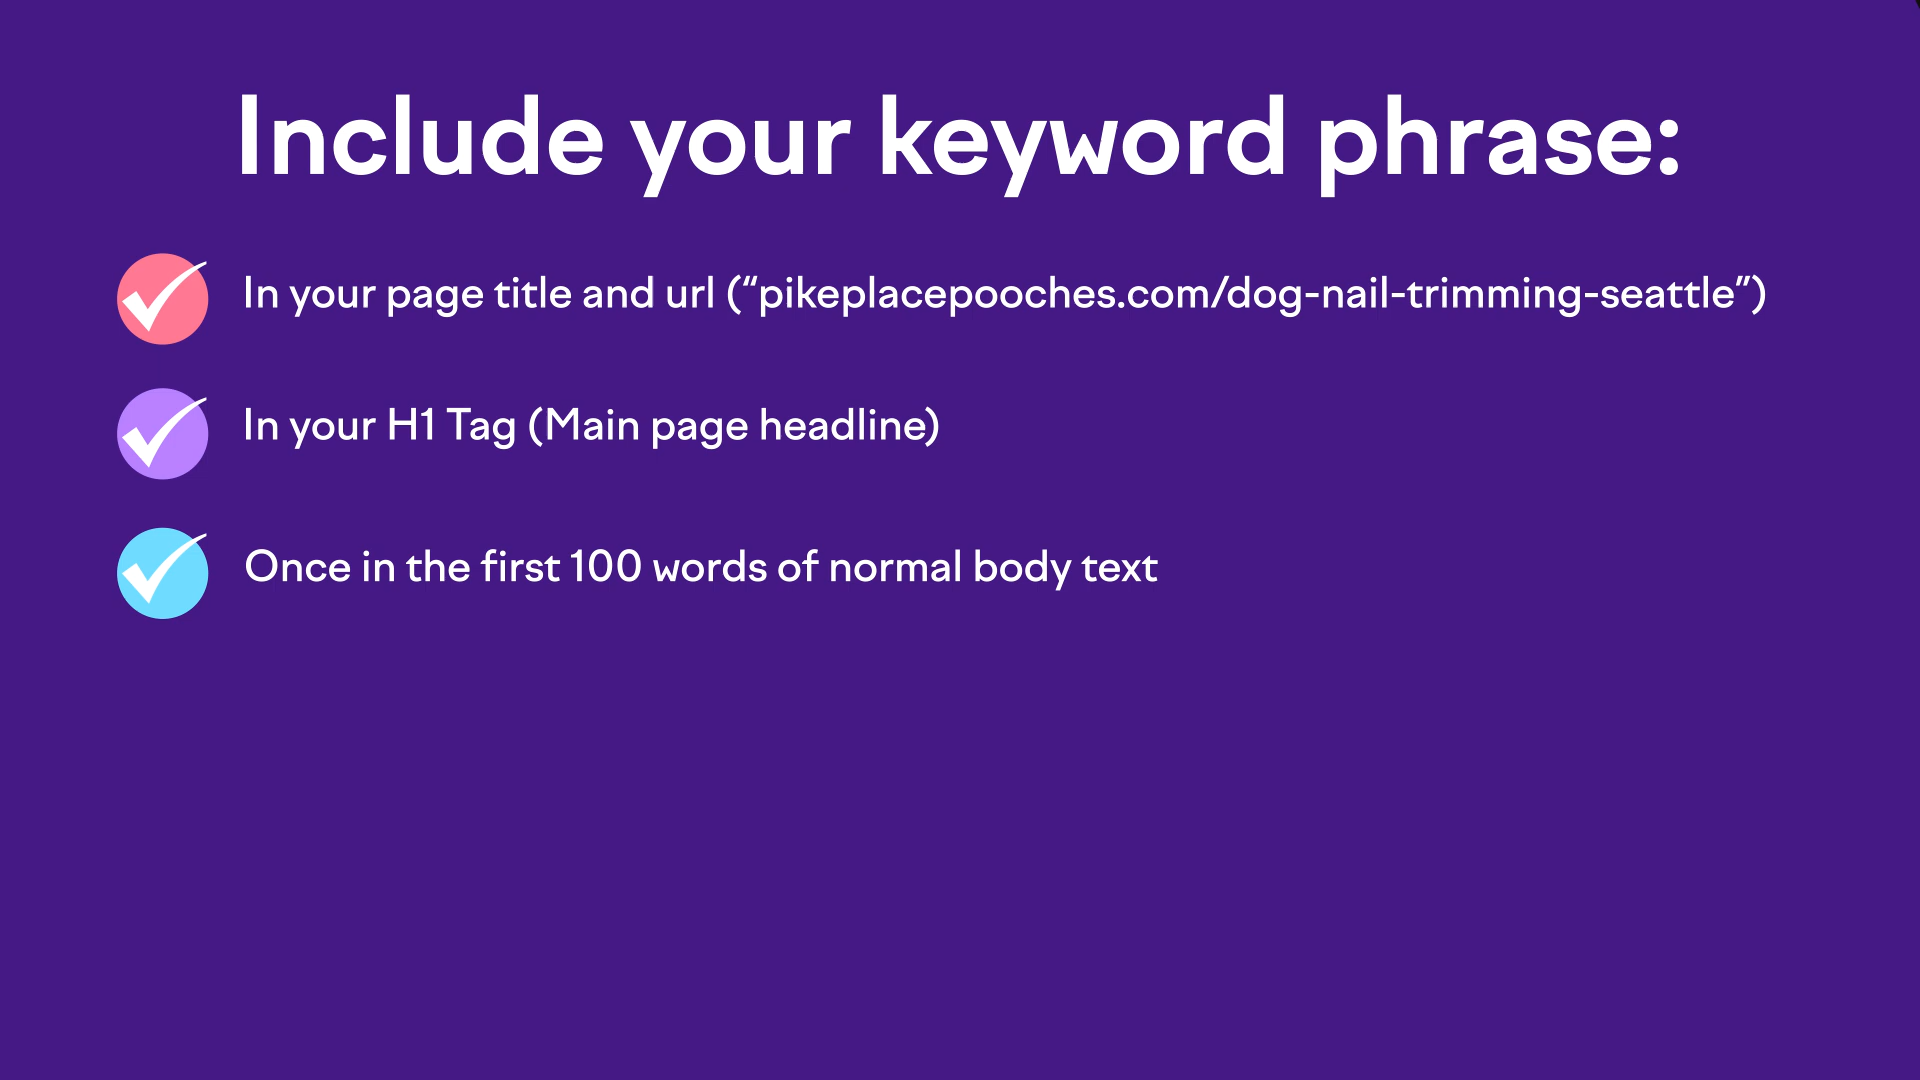 Include your keyword phrase:
In your page title and url (“pikeplacepooches.com/dog-nail-trimming-seattle”)
In your H1 Tag (Main page headline)
Once in the first 100 words of normal body text